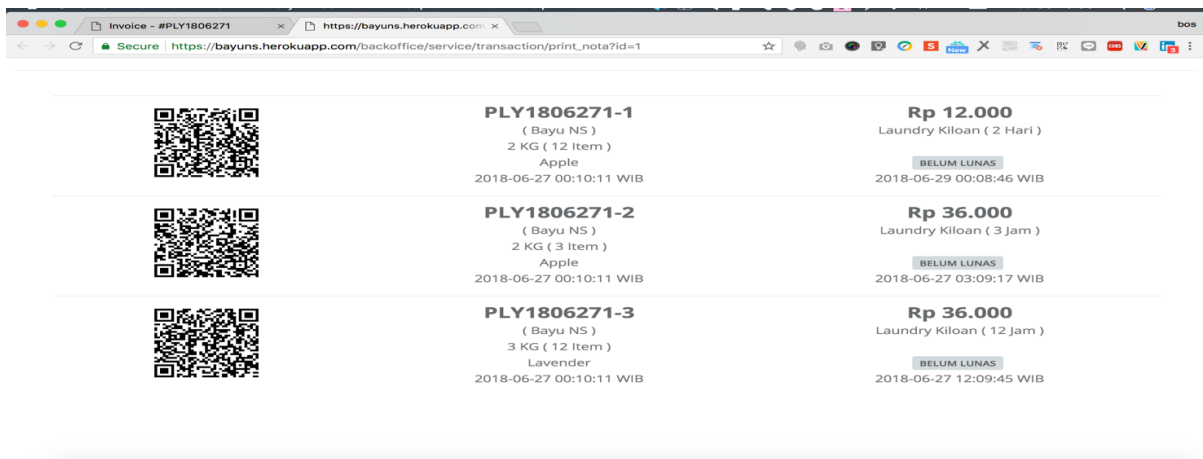 Invoice - #PLY1806271
https://bayuns.herokuapp.com
bos
Secure
https://bayuns.herokuapp.com/backoffice/service/transaction/print_nota?id=1
S
New
X
CORS
in
3
PLY1806271-1
( Bayu NS )
2 KG ( 12 Item )
Apple
2018-06-27 00:10:11 WIB
Rp 12.000
Laundry Kiloan ( 2 Hari )
BELUM LUNAS
2018-06-29 00:08:46 WIB
PLY1806271-2
( Bayu NS )
2 KG ( 3 Item )
Apple
2018-06-27 00:10:11 WIB
Rp 36.000
Laundry Kiloan ( 3 Jam )
BELUM LUNAS
2018-06-27 03:09:17 WIB
PLY1806271-3
( Bayu NS )
3 KG ( 12 Item )
Lavender
2018-06-27 00:10:11 WIB
Rp 36.000
Laundry Kiloan ( 12 Jam )
BELUM LUNAS
2018-06-27 12:09:45 WIB